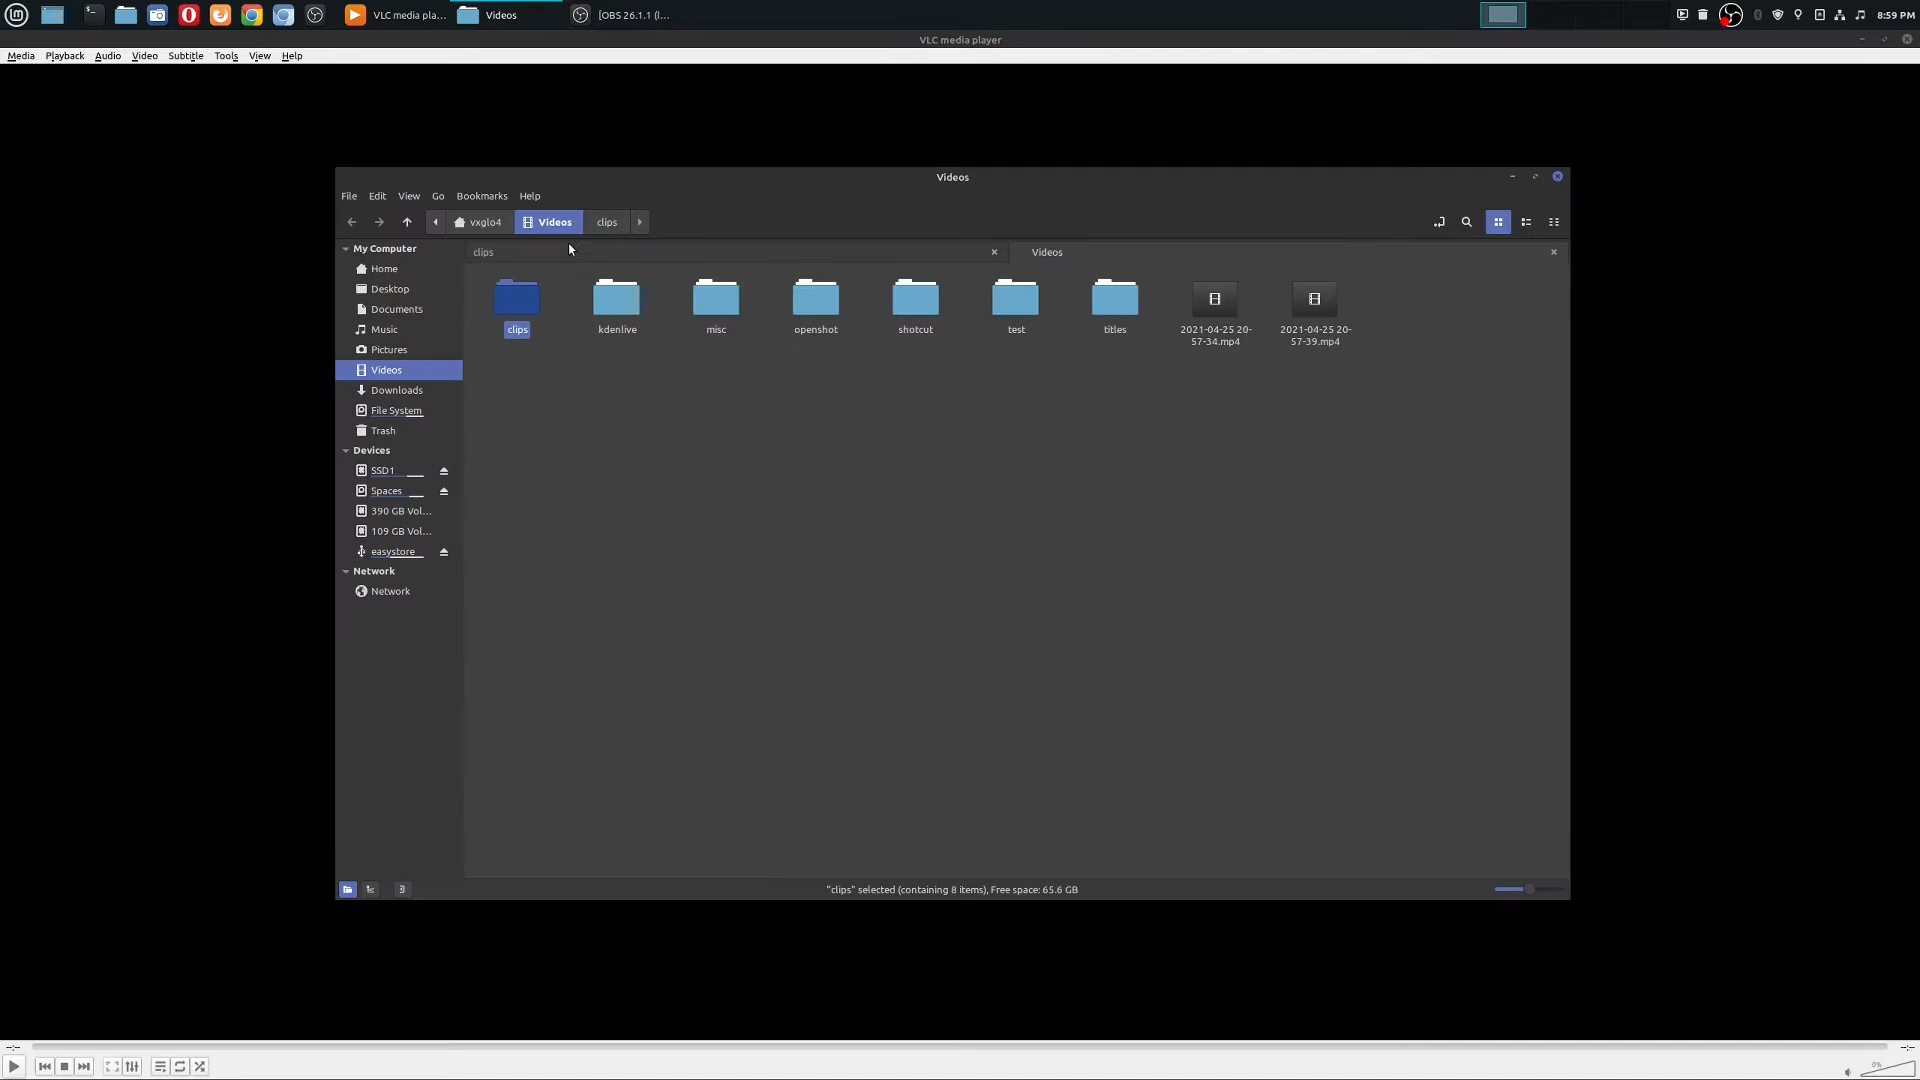 VLC media pla...
Videos
[OBS 26.1.1 (l...
8:59 PM
VLC media player
Media Playback Audio Video Subtitle Tools View Help
Videos
File Edit View Go Bookmarks Help
vxglo4 Videos clips
My Computer
Home
Desktop
Documents
Music
Pictures
Videos
Downloads
File System
Trash
Devices
SSD1
Spaces
390 GB Vol...
109 GB Vol...
easystore
Network
Network
clips
Videos
clips
kdenlive
misc
openshot
shotcut
test
titles
2021-04-25 20-
57-34.mp4
2021-04-25 20-
57-39.mp4
"clips" selected (containing 8 items), Free space: 65.6 GB
--:--
--:--
0%